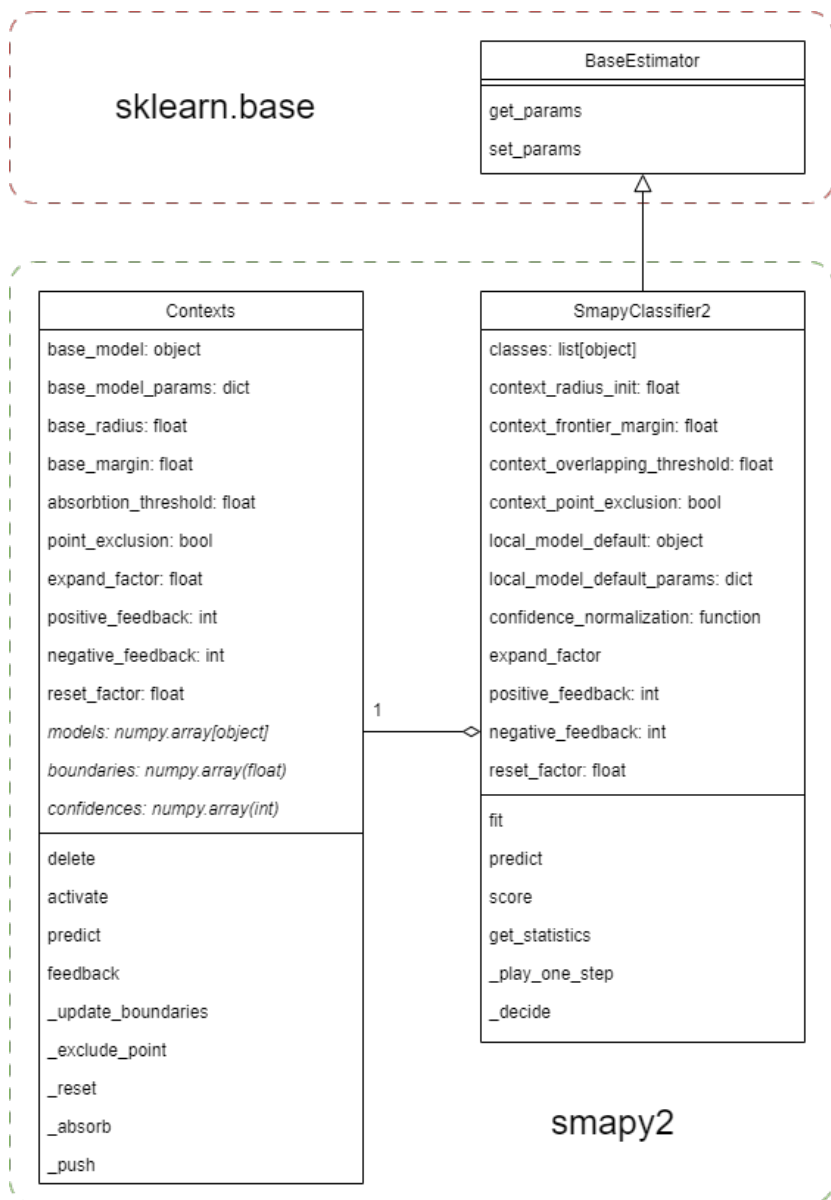 sklearn.base
BaseEstimator
get_params
set_params
Contexts
base_model: object
base_model_params: dict
base_radius: float
base_margin: float
absorbtion_threshold: float
point_exclusion: bool
expand_factor: float
positive_feedback: int
negative_feedback: int
reset_factor: float
models: numpy.array[object]
boundaries: numpy.array(float)
confidences: numpy.array(int)
delete
activate
predict
feedback
_update_boundaries
_exclude_point
_reset
_absorb
_push
1
SmapyClassifier2
classes: list[object]
context_radius_init: float
context_frontier_margin: float
context_overlapping_threshold: float
context_point_exclusion: bool
local_model_default: object
local_model_default_params: dict
confidence_normalization: function
expand_factor
positive_feedback: int
negative_feedback: int
reset_factor: float
fit
predict
score
get_statistics
_play_one_step
_decide
smapy2